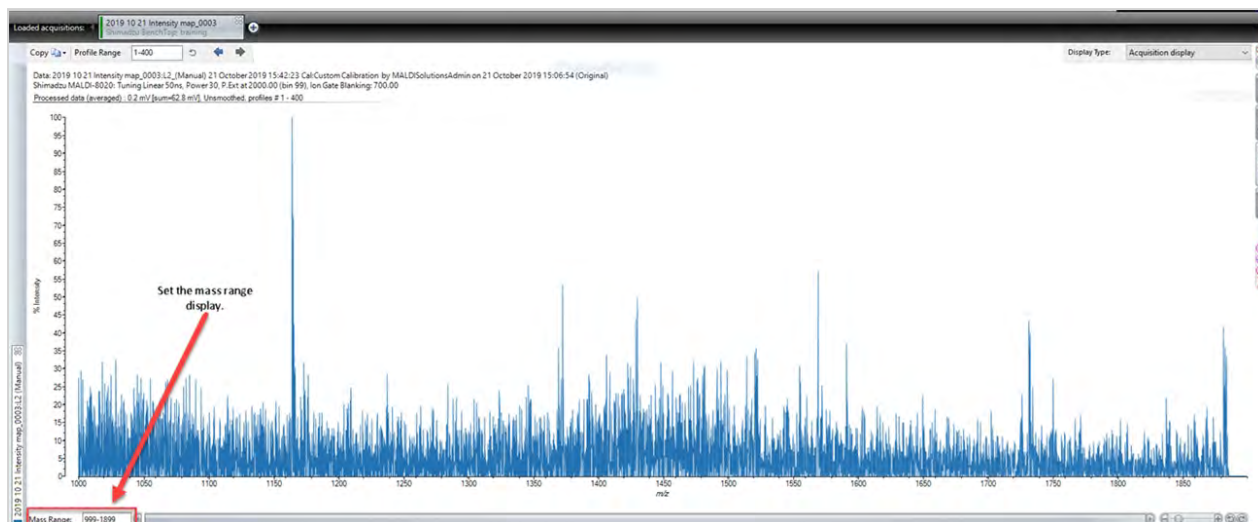 Loaded acquisitions:
2019 10 21 Intensity map_0003
Shimadzu BenchTop: training
Copy Profile Range 1-400
Display Type: Acquisition display
Data: 2019 10 21 Intensity map_0003:L2_(Manual) 21 October 2019 15:42:23 Cal:Custom Calibration by MALDISolutionsAdmin on 21 October 2019 15:06:54 (Original)
Shimadzu MALDI-8020: Tuning Linear 50ns, Power 30, P.Ext at 2000.00 (bin 99), Ion Gate Blanking: 700.00
Processed data (averaged) : 0.2 mV [sum=62.8 mV], Unsmoothed, profiles # 1 - 400
100
95
90
85
80
75
70
65
60
55
50
45
40
35
30
25
20
15
10
5
0
% Intensity
Set the mass range
display.
1000 1050 1100 1150 1200 1250 1300 1350 1400 1450 1500 1550 1600 1650 1700 1750 1800 1850
m/z
2019 10 21 Intensity map_0003:L2 (Manual)
Mass Range: 999-1899